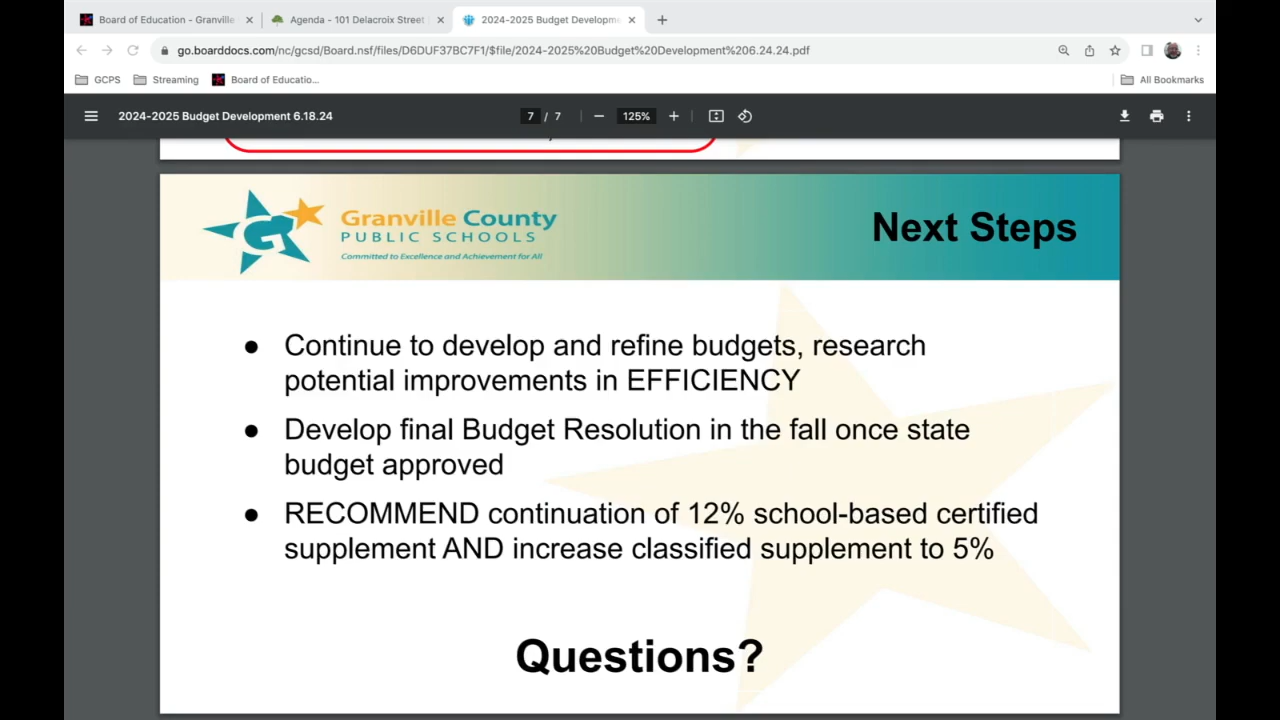 Board of Education - Granville
Agenda - 101 Delacroix Street
2024-2025 Budget Developm
go.boarddocs.com/nc/gcsd/Board.nsf/files/D6DUF37BC7F1/$file/2024-2025%20Budget%20Development%206.24.24.pdf
GCPS
Streaming
Board of Educatio...
All Bookmarks
2024-2025 Budget Development 6.18.24
7 / 7
125%
Granville County
PUBLIC SCHOOLS
Committed to Excellence and Achievement for All
Next Steps
● Continue to develop and refine budgets, research
potential improvements in EFFICIENCY
● Develop final Budget Resolution in the fall once state
budget approved
● RECOMMEND continuation of 12% school-based certified
supplement AND increase classified supplement to 5%
Questions?